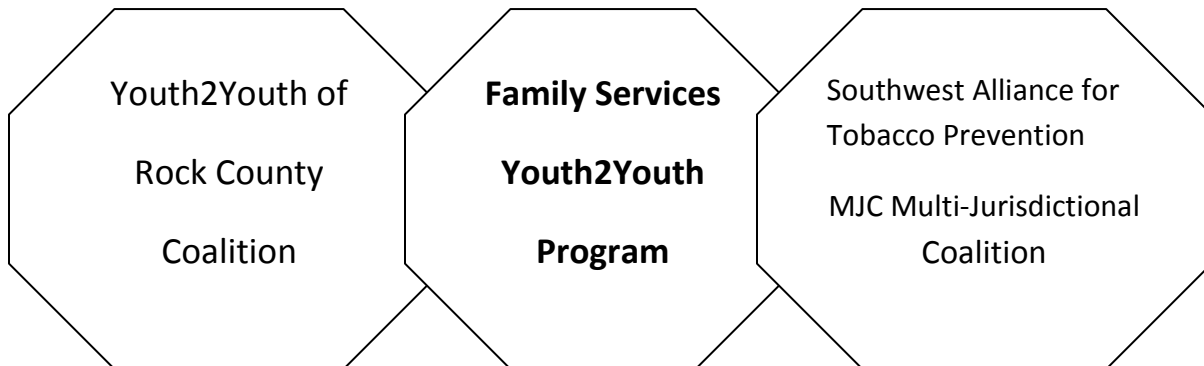 Youth2Youth of
Rock County
Coalition
Family Services
Youth2Youth
Program
Southwest Alliance for
Tobacco Prevention
MJC Multi-Jurisdictional
Coalition